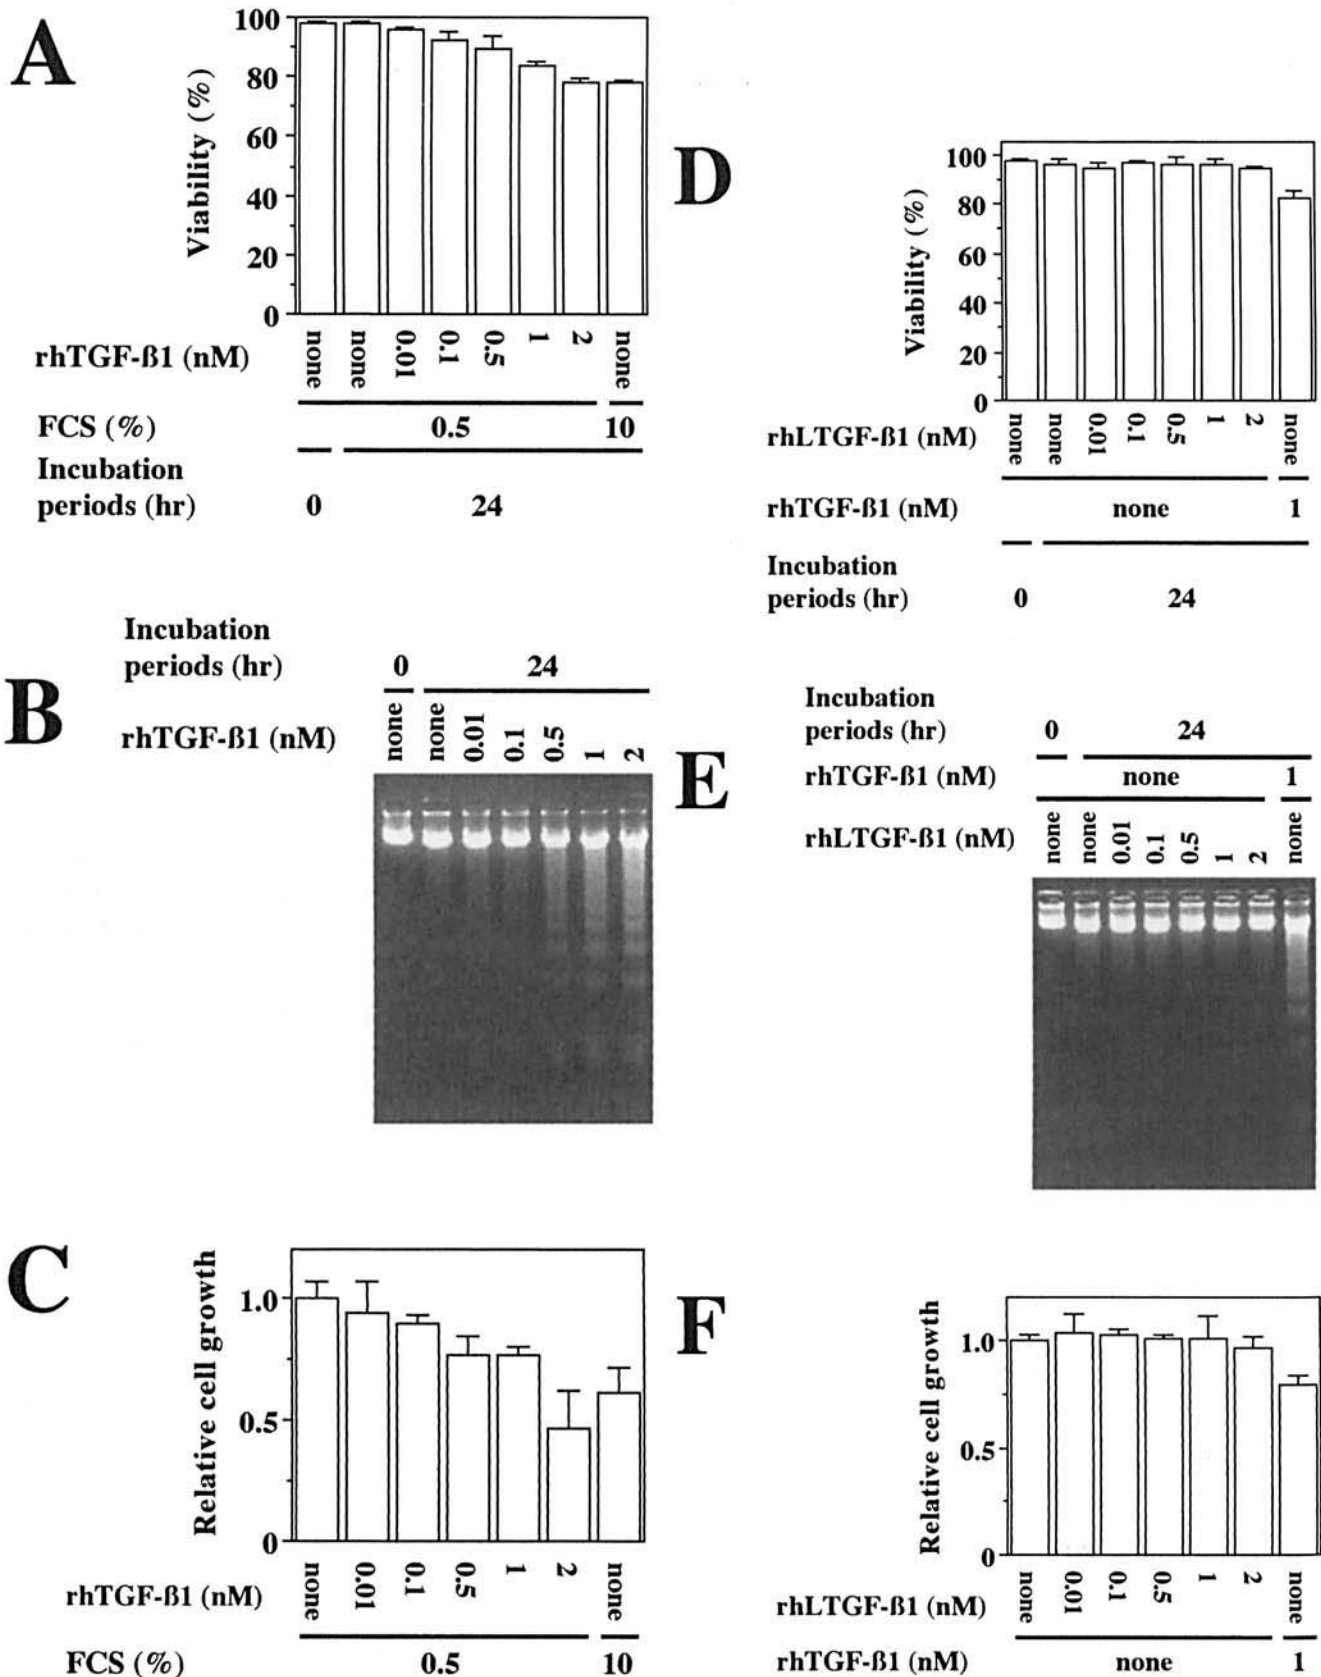 A
Viability (%)
100
80
60
40
20
0
rhTGF-ß1 (nM)
none
none
0.01
0.1
0.5
1
2
none
FCS (%)
0.5
10
Incubation
periods (hr)
0
24
B
Incubation
periods (hr)
0
24
rhTGF-ß1 (nM)
none
none
0.01
0.1
0.5
1
2
C
Relative cell growth
1.0
0.5
0
rhTGF-ß1 (nM)
none
0.01
0.1
0.5
1
2
none
FCS (%)
0.5
10
D
Viability (%)
100
80
60
40
20
0
rhLTGF-ß1 (nM)
none
none
0.01
0.1
0.5
1
2
none
rhTGF-ß1 (nM)
none
1
Incubation
periods (hr)
0
24
E
Incubation
periods (hr)
0
24
rhTGF-ß1 (nM)
none
1
rhLTGF-ß1 (nM)
none
none
0.01
0.1
0.5
1
2
none
F
Relative cell growth
1.0
0.5
0
rhLTGF-ß1 (nM)
none
0.01
0.1
0.5
1
2
none
rhTGF-ß1 (nM)
none
1